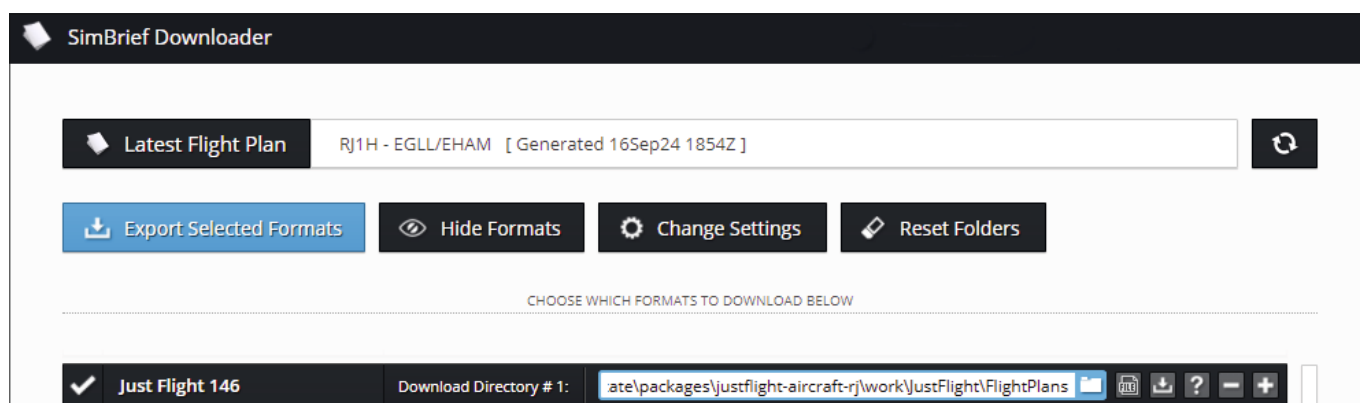 SimBrief Downloader
Latest Flight Plan RJ1H - EGLL/EHAM [ Generated 16Sep24 1854Z ]
Export Selected Formats Hide Formats Change Settings Reset Folders
CHOOSE WHICH FORMATS TO DOWNLOAD BELOW
Just Flight 146 Download Directory # 1: ate\packages\justflight-aircraft-rj\work\JustFlight\FlightPlans FILE ? − +